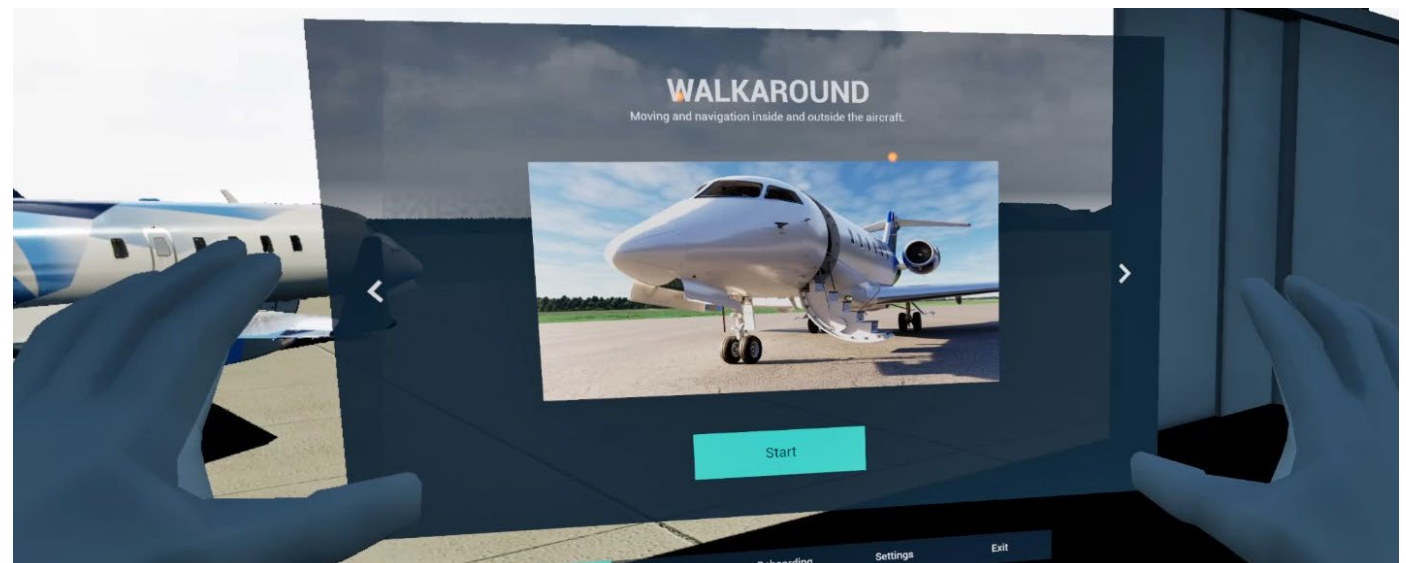 WALKAROUND
Moving and navigation inside and outside the aircraft.
Start
Settings
Exit